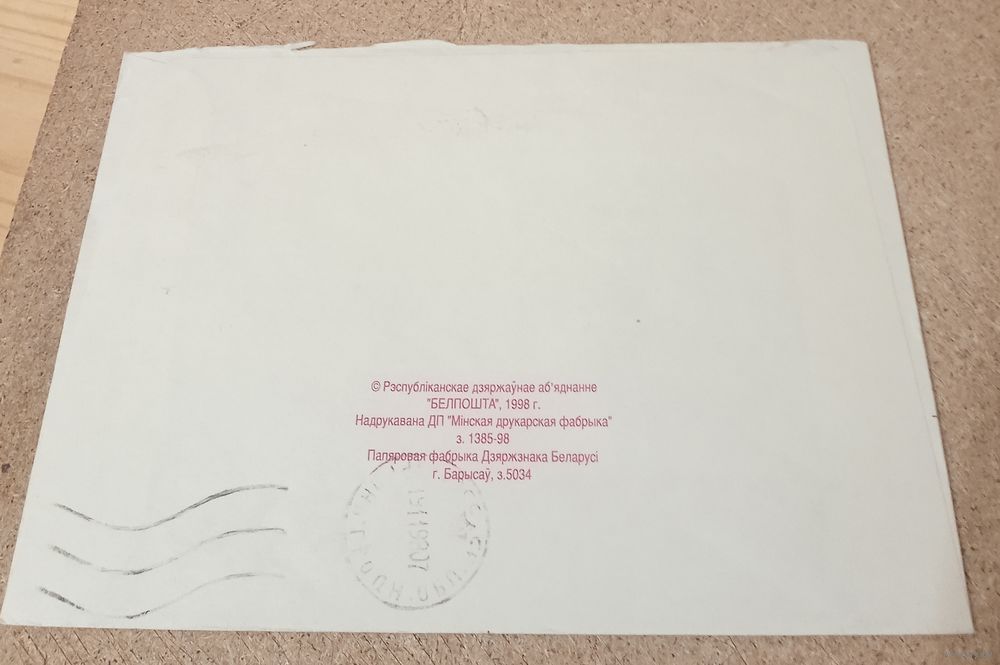 © Рэспубліканскае дзяржаўнае аб'яднанне
"БЕЛПОШТА", 1998 г.
Надрукавана ДП "Мінская друкарская фабрыка"
з. 1385-98
Папяровая фабрыка Дзяржзнака Беларусі
г. Барысаў, з.5034